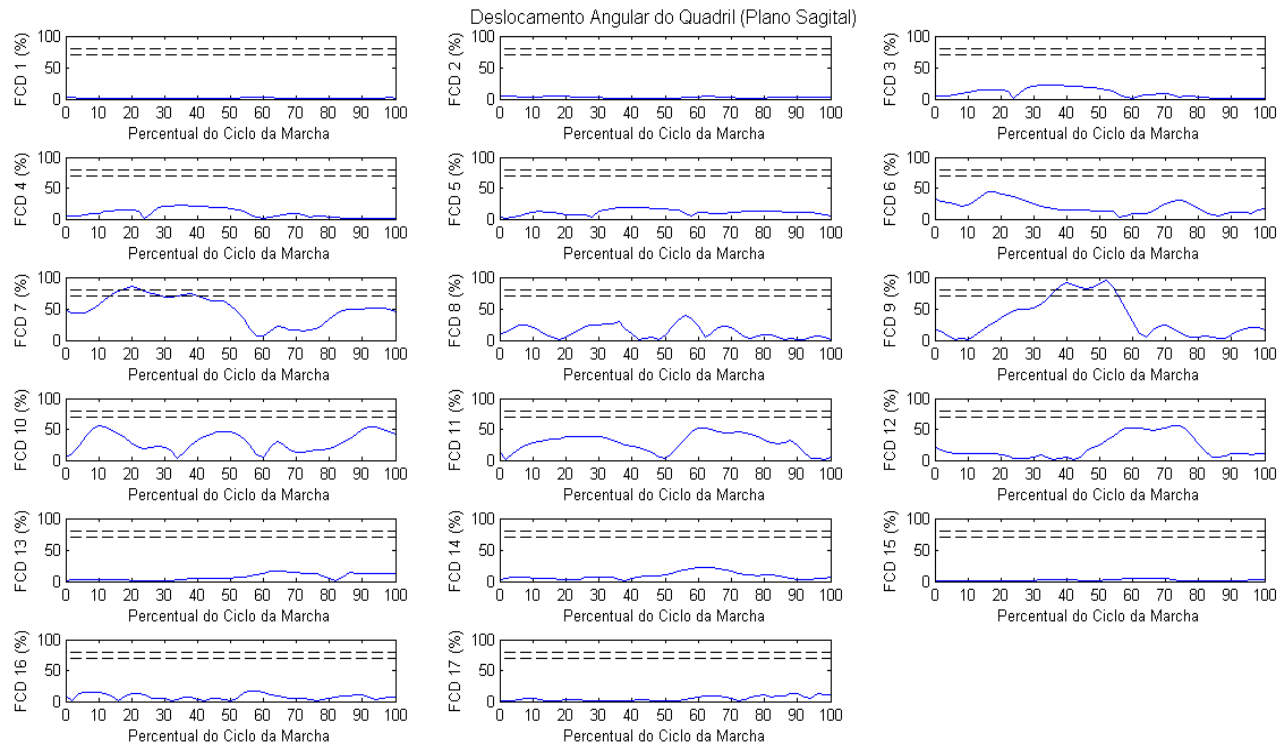 Deslocamento Angular do Quadril (Plano Sagital)
FCD 1 (%)
100
50
0
0 10 20 30 40 50 60 70 80 90 100
Percentual do Ciclo da Marcha
FCD 2 (%)
100
50
0
0 10 20 30 40 50 60 70 80 90 100
Percentual do Ciclo da Marcha
FCD 3 (%)
100
50
0
0 10 20 30 40 50 60 70 80 90 100
Percentual do Ciclo da Marcha
FCD 4 (%)
100
50
0
0 10 20 30 40 50 60 70 80 90 100
Percentual do Ciclo da Marcha
FCD 5 (%)
100
50
0
0 10 20 30 40 50 60 70 80 90 100
Percentual do Ciclo da Marcha
FCD 6 (%)
100
50
0
0 10 20 30 40 50 60 70 80 90 100
Percentual do Ciclo da Marcha
FCD 7 (%)
100
50
0
0 10 20 30 40 50 60 70 80 90 100
Percentual do Ciclo da Marcha
FCD 8 (%)
100
50
0
0 10 20 30 40 50 60 70 80 90 100
Percentual do Ciclo da Marcha
FCD 9 (%)
100
50
0
0 10 20 30 40 50 60 70 80 90 100
Percentual do Ciclo da Marcha
FCD 10 (%)
100
50
0
0 10 20 30 40 50 60 70 80 90 100
Percentual do Ciclo da Marcha
FCD 11 (%)
100
50
0
0 10 20 30 40 50 60 70 80 90 100
Percentual do Ciclo da Marcha
FCD 12 (%)
100
50
0
0 10 20 30 40 50 60 70 80 90 100
Percentual do Ciclo da Marcha
FCD 13 (%)
100
50
0
0 10 20 30 40 50 60 70 80 90 100
Percentual do Ciclo da Marcha
FCD 14 (%)
100
50
0
0 10 20 30 40 50 60 70 80 90 100
Percentual do Ciclo da Marcha
FCD 15 (%)
100
50
0
0 10 20 30 40 50 60 70 80 90 100
Percentual do Ciclo da Marcha
FCD 16 (%)
100
50
0
0 10 20 30 40 50 60 70 80 90 100
Percentual do Ciclo da Marcha
FCD 17 (%)
100
50
0
0 10 20 30 40 50 60 70 80 90 100
Percentual do Ciclo da Marcha